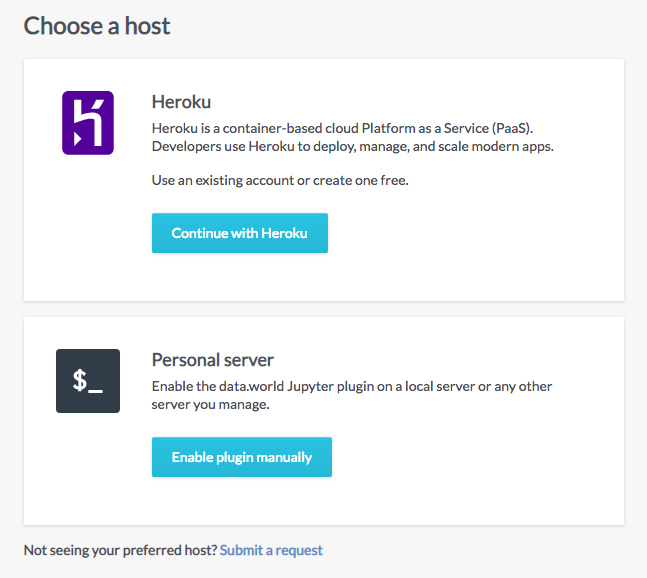 Choose a host
Heroku
Heroku is a container-based cloud Platform as a Service (PaaS).
Developers use Heroku to deploy, manage, and scale modern apps.
Use an existing account or create one free.
Continue with Heroku
$_
Personal server
Enable the data.world Jupyter plugin on a local server or any other
server you manage.
Enable plugin manually
Not seeing your preferred host? Submit a request